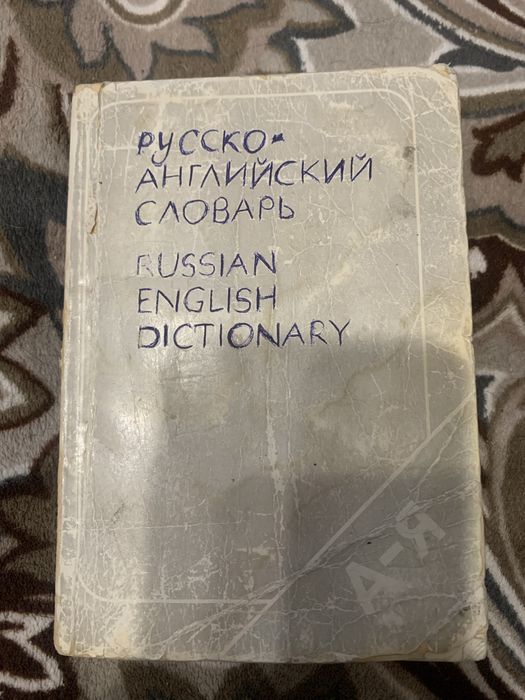 РУССКО-
АНГЛИЙСКИЙ
СЛОВАРЬ
RUSSIAN
ENGLISH
DICTIONARY
А-Я